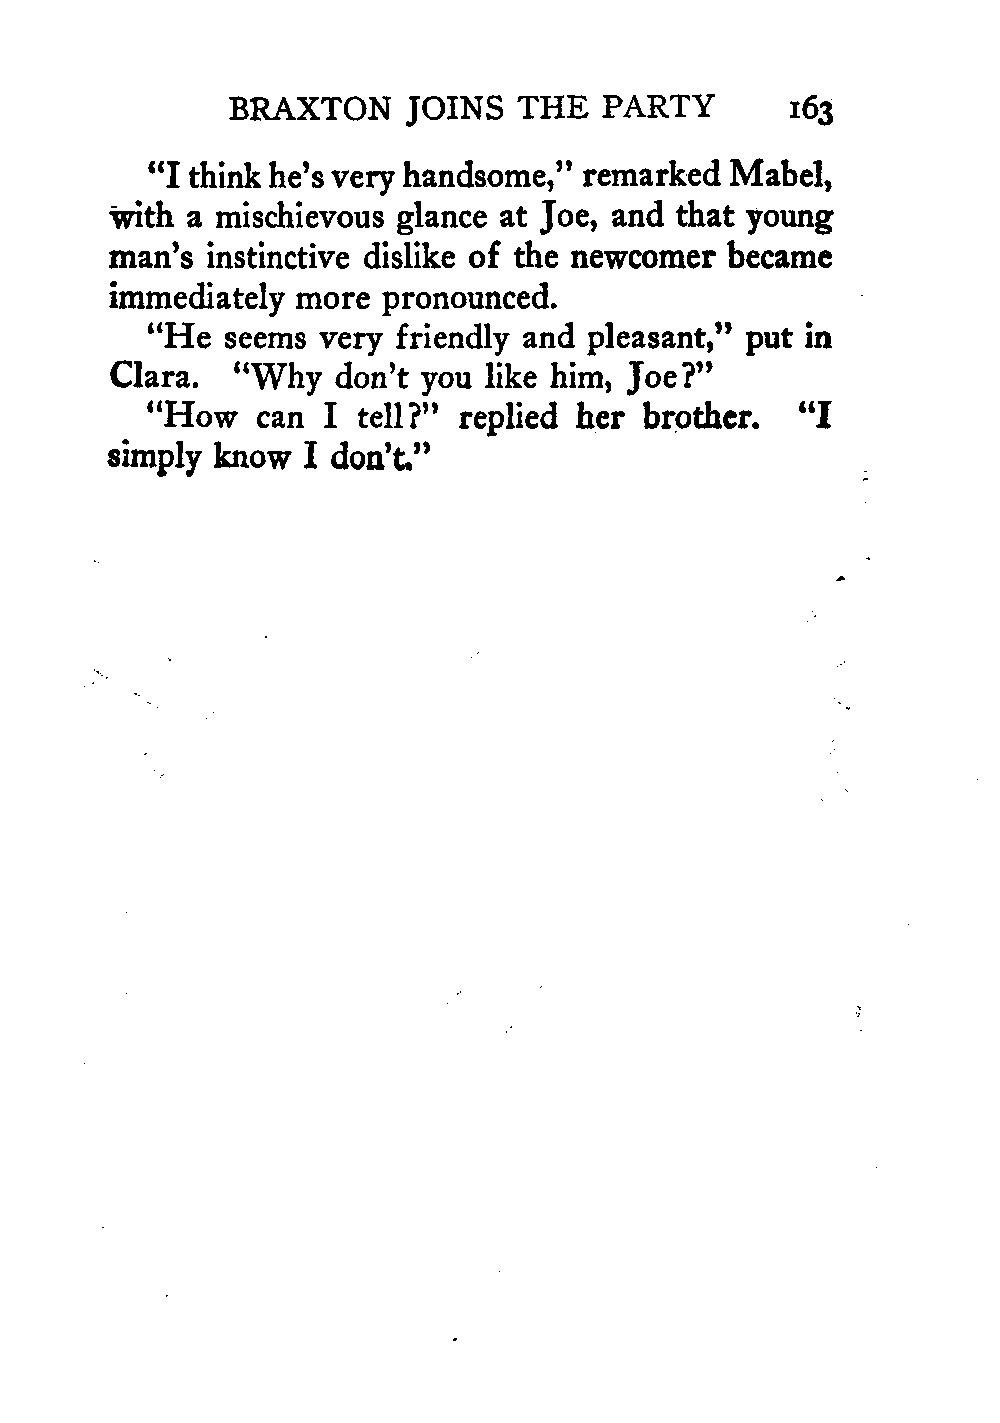 BRAXTON JOINS THE PARTY 163
"I think he's very handsome," remarked Mabel,
with a mischievous glance at Joe, and that young
man's instinctive dislike of the newcomer became
immediately more pronounced.
"He seems very friendly and pleasant," put in
Clara. "Why don't you like him, Joe?"
"How can I tell?" replied her brother. "I
simply know I don't."